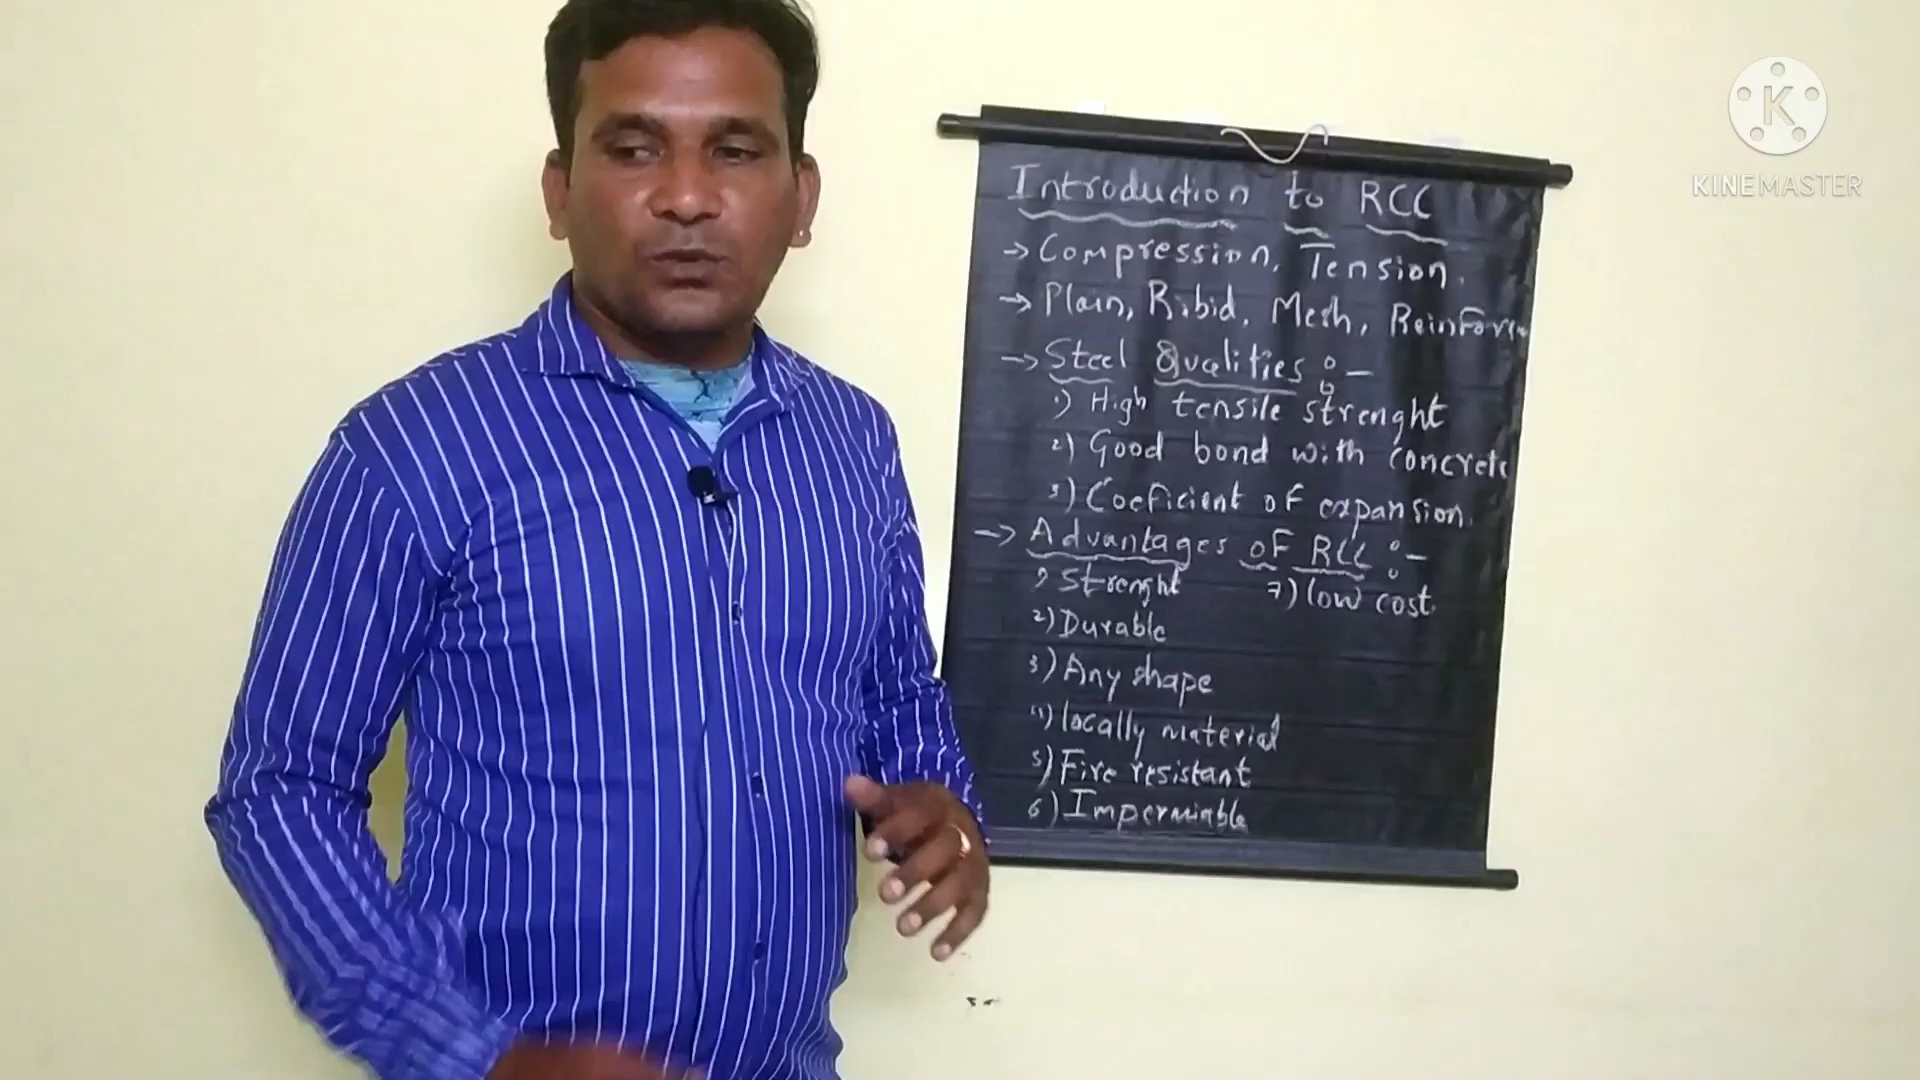 Introduction to RCC
→ Compression, Tension.
→ Plain, Ribid, Mesh, Reinforce
→ Steel Qualities :-
1) High tensile strenght
2) Good bond with concrete
3) Coeficient of expansion.
→ Advantages of RCC :-
1) Strenght 7) low cost.
2) Durable
3) Any shape
4) locally material
5) Fire resistant
6) Impermiable
K
KINEMASTER